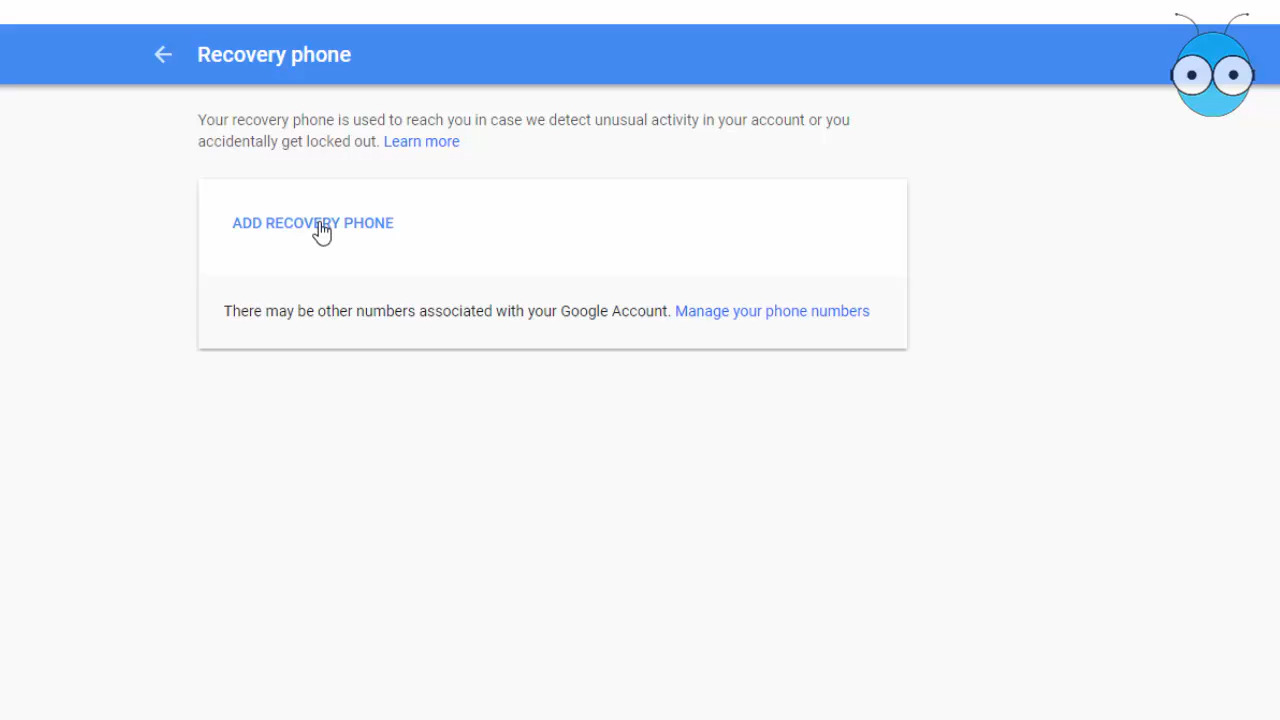 Recovery phone
Your recovery phone is used to reach you in case we detect unusual activity in your account or you
accidentally get locked out. Learn more
ADD RECOVERY PHONE
There may be other numbers associated with your Google Account. Manage your phone numbers